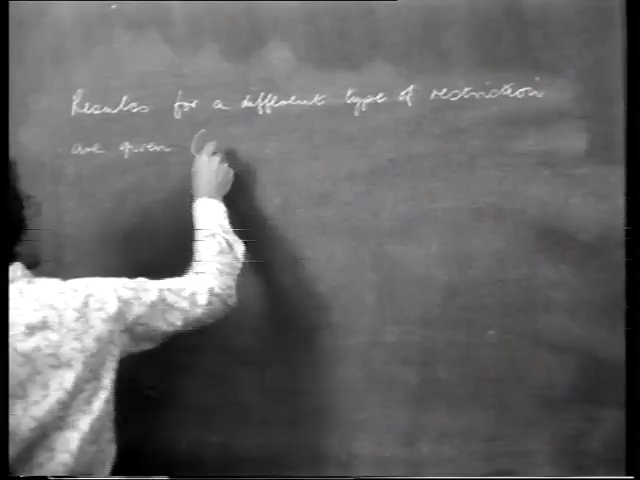 Results for a different type of restriction
are given